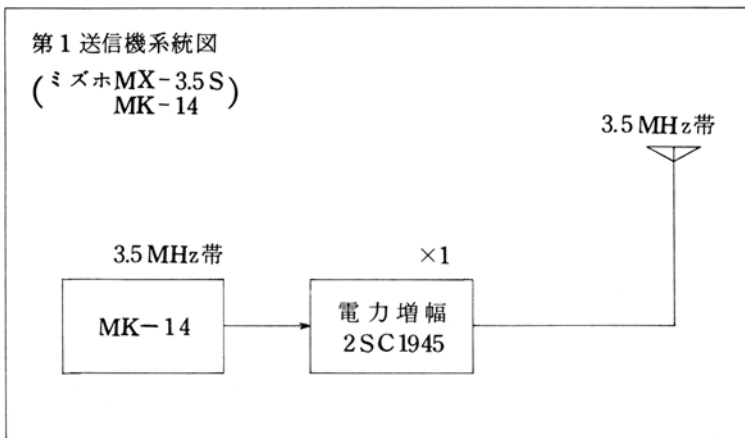 第1送信機系統図
(ミズホMX-3.5S
MK-14)
3.5MHz帯
3.5MHz帯
×1
MK-14
電力増幅
2SC1945